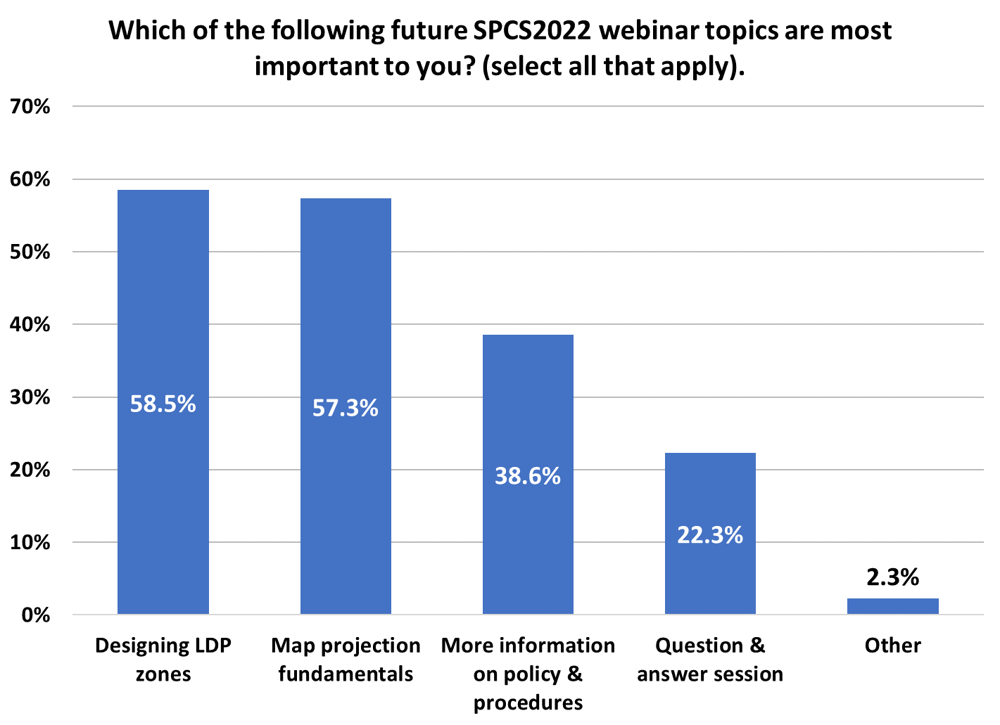 Which of the following future SPCS2022 webinar topics are most
important to you? (select all that apply).
70%
60%
50%
40%
30%
20%
10%
0%
58.5%
57.3%
38.6%
22.3%
2.3%
Designing LDP
zones
Map projection
fundamentals
More information
on policy &
procedures
Question &
answer session
Other